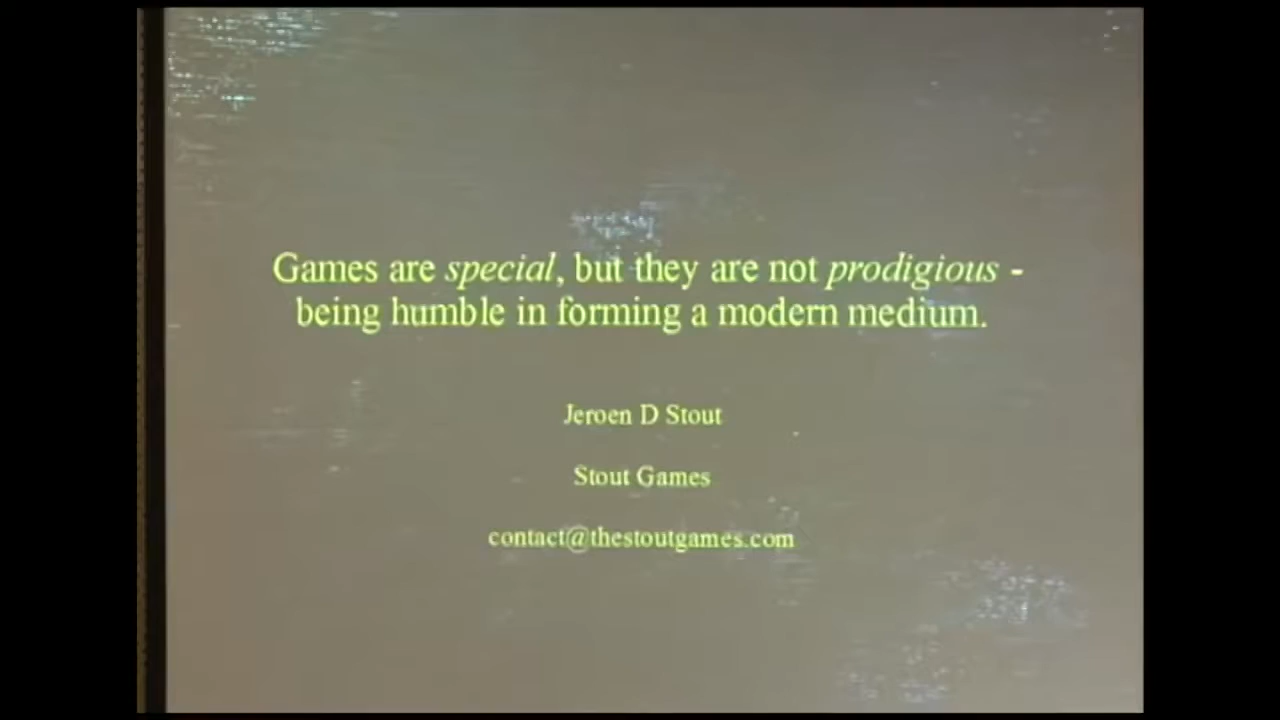 Games are special, but they are not prodigious -
being humble in forming a modern medium.
Jeroen D Stout
Stout Games
contact@thestoutgames.com